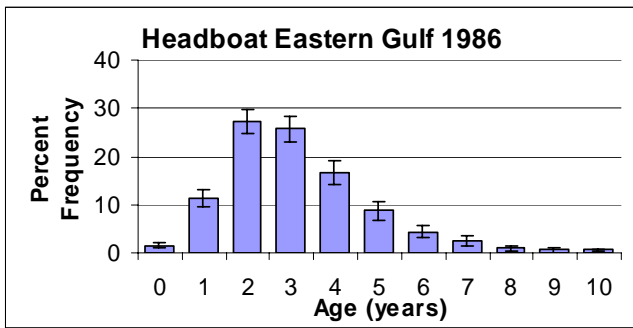 Headboat Eastern Gulf 1986
40
30
20
10
0
Percent
Frequency
0 1 2 3 4 5 6 7 8 9 10
Age (years)